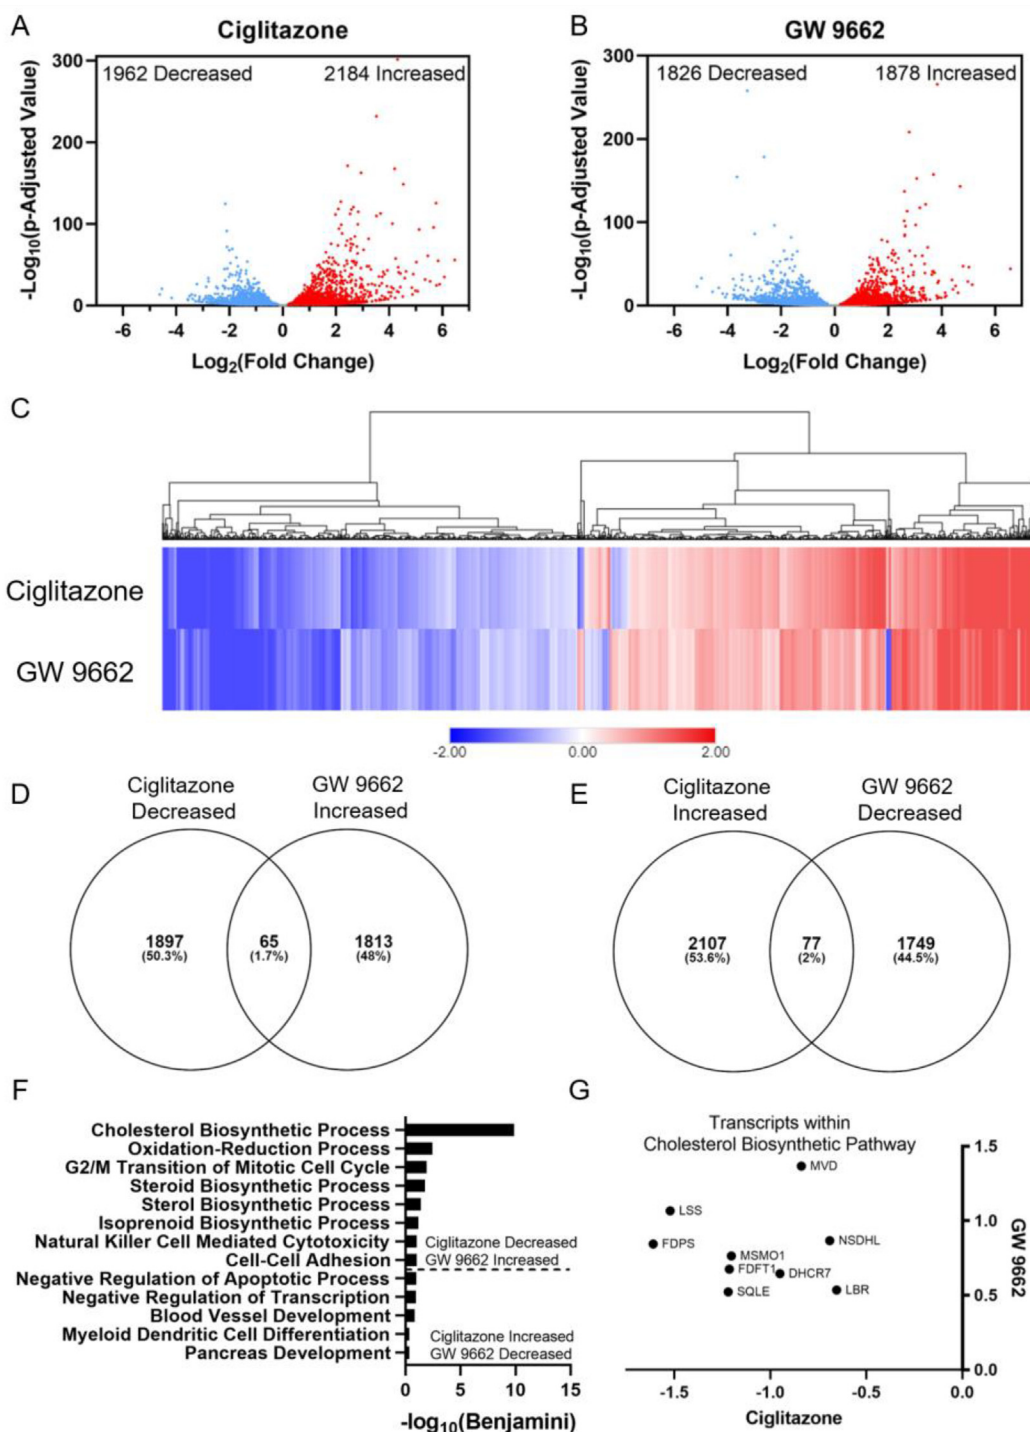 A
Ciglitazone
1962 Decreased
2184 Increased
-Log10(p-Adjusted Value)
300
200
100
0
-6
-4
-2
0
2
4
6
Log2(Fold Change)
B
GW 9662
1826 Decreased
1878 Increased
-Log10(p-Adjusted Value)
300
200
100
0
-6
-4
-2
0
2
4
6
Log2(Fold Change)
C
Ciglitazone
GW 9662
-2.00
0.00
2.00
D
Ciglitazone
Decreased
GW 9662
Increased
1897
(50.3%)
65
(1.7%)
1813
(48%)
E
Ciglitazone
Increased
GW 9662
Decreased
2107
(53.6%)
77
(2%)
1749
(44.5%)
F
Cholesterol Biosynthetic Process
Oxidation-Reduction Process
G2/M Transition of Mitotic Cell Cycle
Steroid Biosynthetic Process
Sterol Biosynthetic Process
Isoprenoid Biosynthetic Process
Natural Killer Cell Mediated Cytotoxicity
Cell-Cell Adhesion
Negative Regulation of Apoptotic Process
Negative Regulation of Transcription
Blood Vessel Development
Myeloid Dendritic Cell Differentiation
Pancreas Development
Ciglitazone Decreased
GW 9662 Increased
Ciglitazone Increased
GW 9662 Decreased
0
5
10
15
-log10(Benjamini)
G
Transcripts within
Cholesterol Biosynthetic Pathway
MVD
LSS
FDPS
NSDHL
MSMO1
FDFT1
DHCR7
SQLE
LBR
1.5
1.0
0.5
0.0
GW 9662
-1.5
-1.0
-0.5
0.0
Ciglitazone